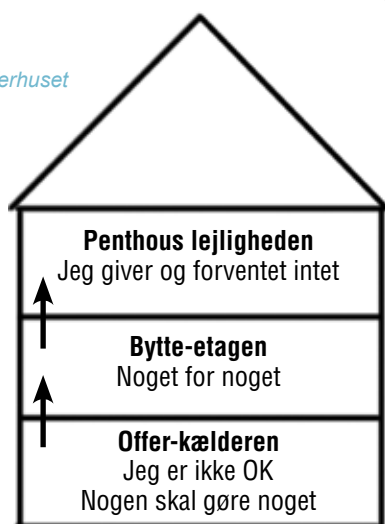 erhuset
Penthous lejligheden
Jeg giver og forventet intet
Bytte-etagen
Noget for noget
Offer-kælderen
Jeg er ikke OK
Nogen skal gøre noget